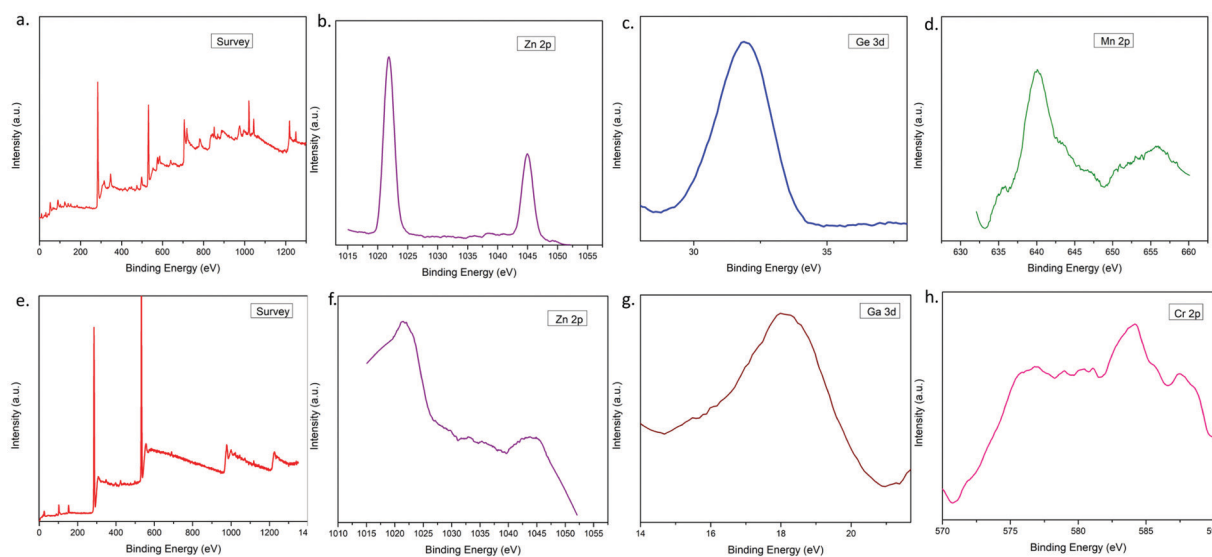 a.
Survey
Intensity (a.u.)
0 200 400 600 800 1000 1200
Binding Energy (eV)
b.
Zn 2p
Intensity (a.u.)
1015 1020 1025 1030 1035 1040 1045 1050 1055
Binding Energy (eV)
c.
Ge 3d
Intensity (a.u.)
30 35
Binding Energy (eV)
d.
Mn 2p
Intensity (a.u.)
630 635 640 645 650 655 660
Binding Energy (eV)
e.
Survey
Intensity (a.u.)
0 200 400 600 800 1000 1200 14
Binding Energy (eV)
f.
Zn 2p
Intensity (a.u.)
1010 1015 1020 1025 1030 1035 1040 1045 1050 1055
Binding Energy (eV)
g.
Ga 3d
Intensity (a.u.)
14 16 18 20
Binding Energy (eV)
h.
Cr 2p
Intensity (a.u.)
570 575 580 585 59
Binding Energy (eV)